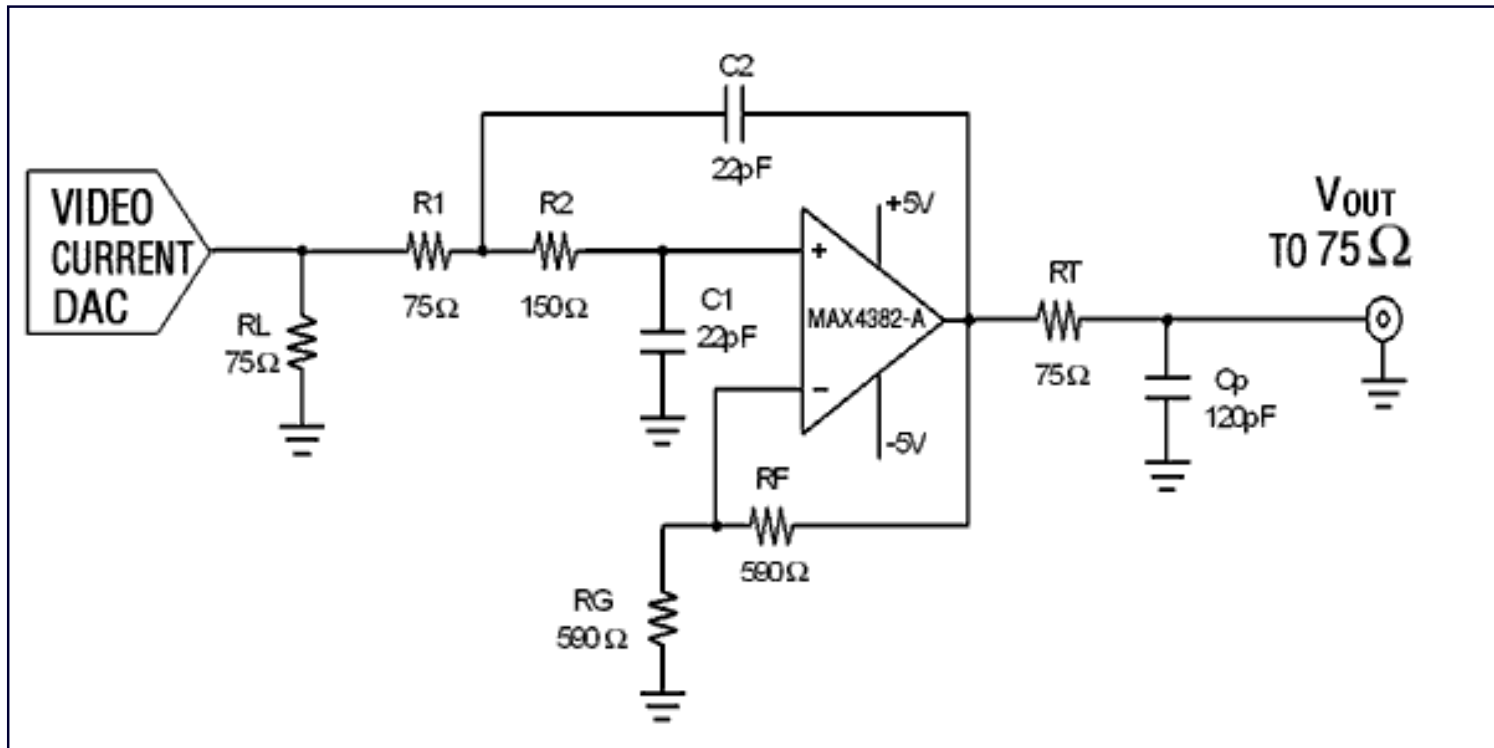 C2
22pF
VIDEO
CURRENT
DAC
R1
75Ω
R2
150Ω
RL
75Ω
C1
22pF
+
-
MAX4382-A
+5V
-5V
RT
75Ω
VOUT
TO 75Ω
Cp
120pF
RF
590Ω
RG
590Ω